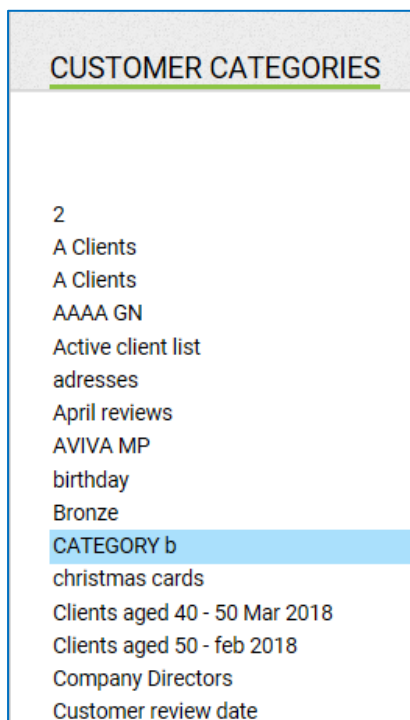 CUSTOMER CATEGORIES
2
A Clients
A Clients
AAAA GN
Active client list
adresses
April reviews
AVIVA MP
birthday
Bronze
CATEGORY b
christmas cards
Clients aged 40 - 50 Mar 2018
Clients aged 50 - feb 2018
Company Directors
Customer review date